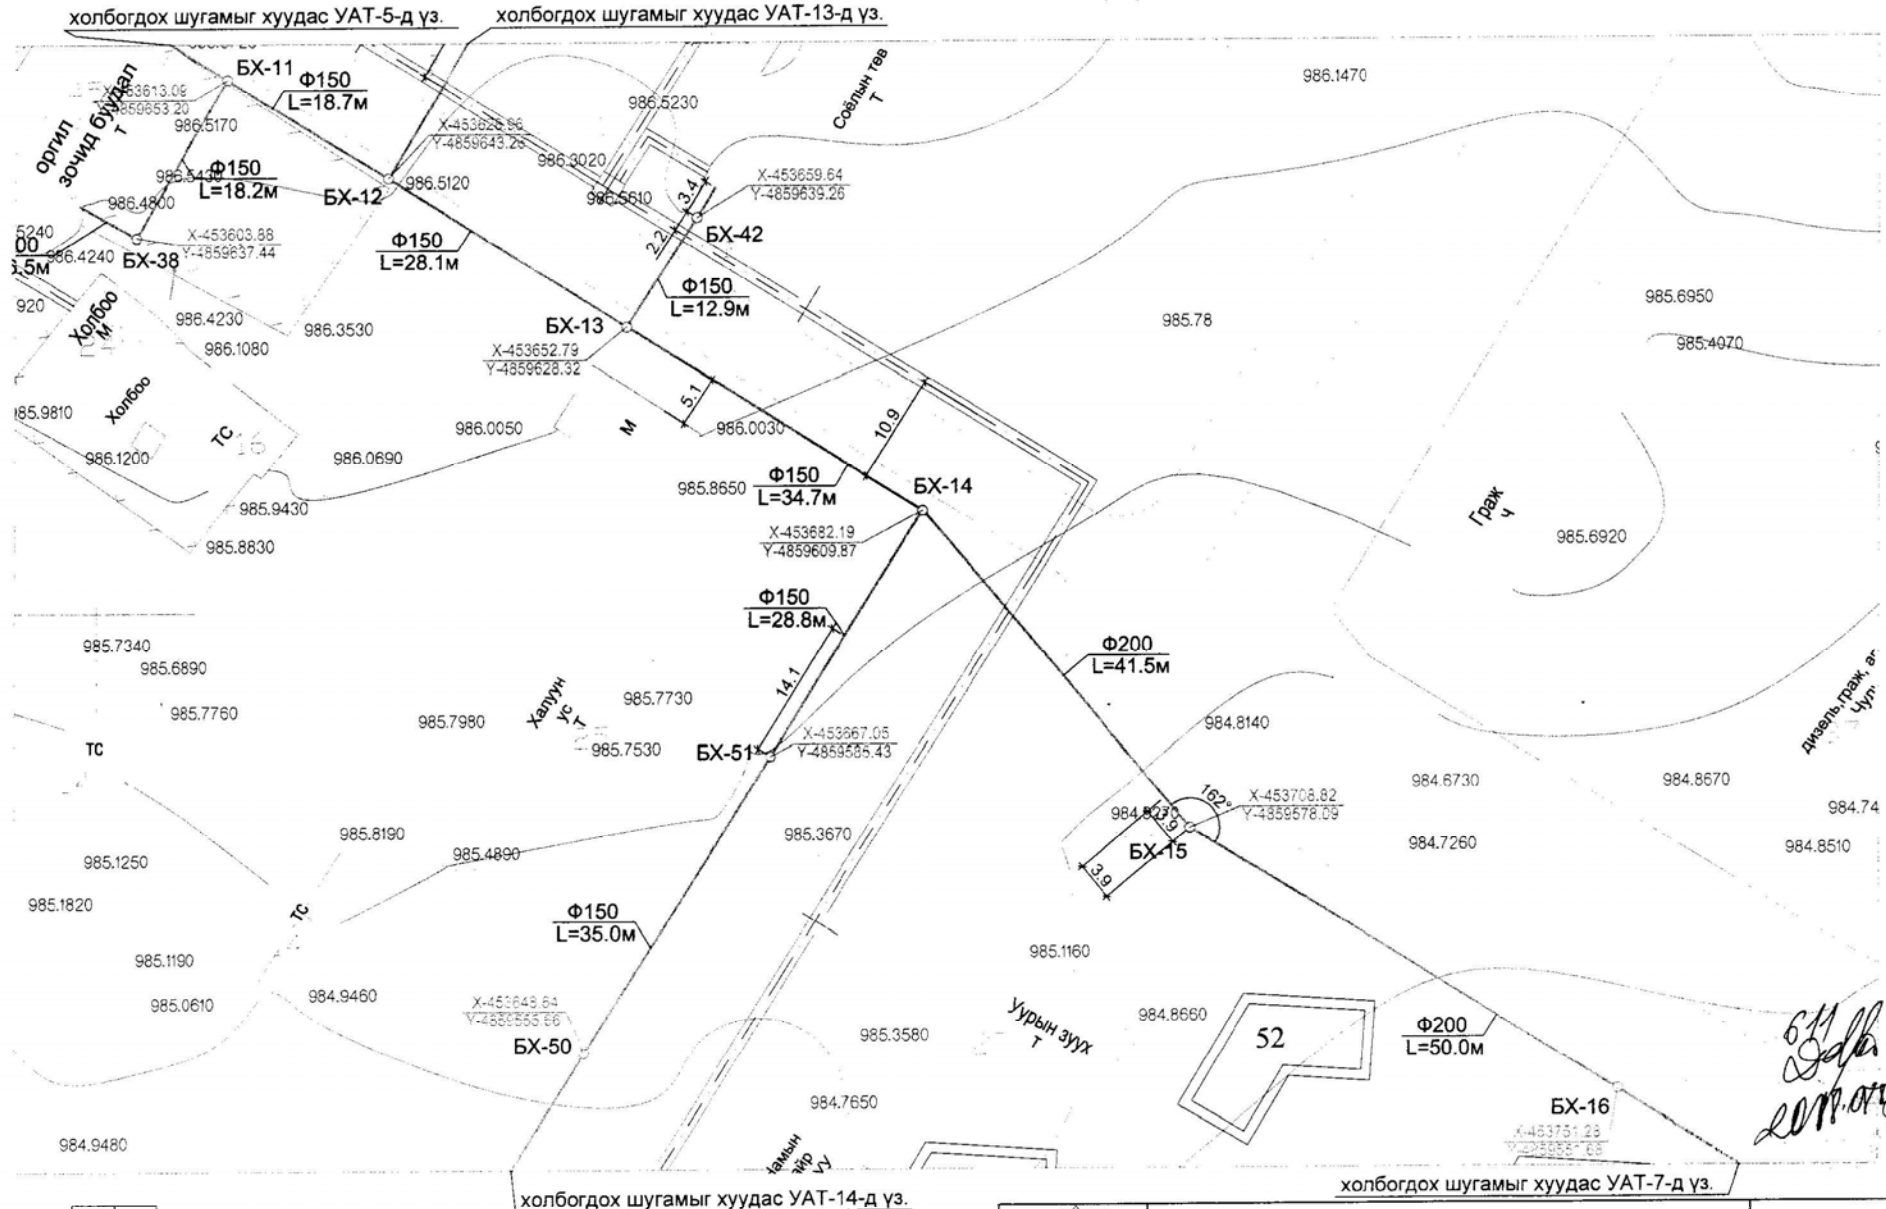 холбогдох шугамыг хуудас УАТ-5-д үз.
холбогдох шугамыг хуудас УАТ-13-д үз.
БХ-11
Ф150
L=18.7м
X-453613.09
Y-4859653.20
оргил
зочид буудал
Т
986.5170
986.5230
986.1470
Соёлын төв
Т
Y-4859643.26
986.3020
Ф150
L=18.2м
986.5430
БХ-12
986.5120
986.5610
X-453659.64
Y-4859639.26
3.4
2.2
БХ-42
986.4800
986.4240
БХ-38
X-453603.88
Y-4859637.44
Ф150
L=28.1м
Ф150
L=12.9м
Холбоо
М
986.4230
986.1080
986.3530
БХ-13
X-453652.79
Y-4859628.32
985.78
985.6950
985.4070
985.9810
Холбоо
ТС
16
986.1200
986.0690
986.0050
М
5.1
986.0030
10.9
985.9430
985.8830
985.8650
Ф150
L=34.7м
БХ-14
X-453682.19
Y-4859609.87
Граж
Ч
985.6920
Ф150
L=28.8м
14.1
Ф200
L=41.5м
985.7340
985.6890
985.7760
985.7980
Халуун
ус
Т
985.7730
985.7530
БХ-51
X-453667.05
Y-4859585.43
984.8140
дизель,граж,
ТС
984.6730
984.8670
984.74
162°
X-453708.82
Y-4859578.09
БХ-15
3.9
985.8190
985.4890
985.3670
984.7260
984.8510
985.1250
985.1820
ТС
Ф150
L=35.0м
985.1190
985.0610
984.9460
985.1160
БХ-50
985.3580
Уурын зуух
Т
984.8660
52
Ф200
L=50.0м
611
БХ-16
984.7650
984.9480
холбогдох шугамыг хуудас УАТ-14-д үз.
холбогдох шугамыг хуудас УАТ-7-д үз.